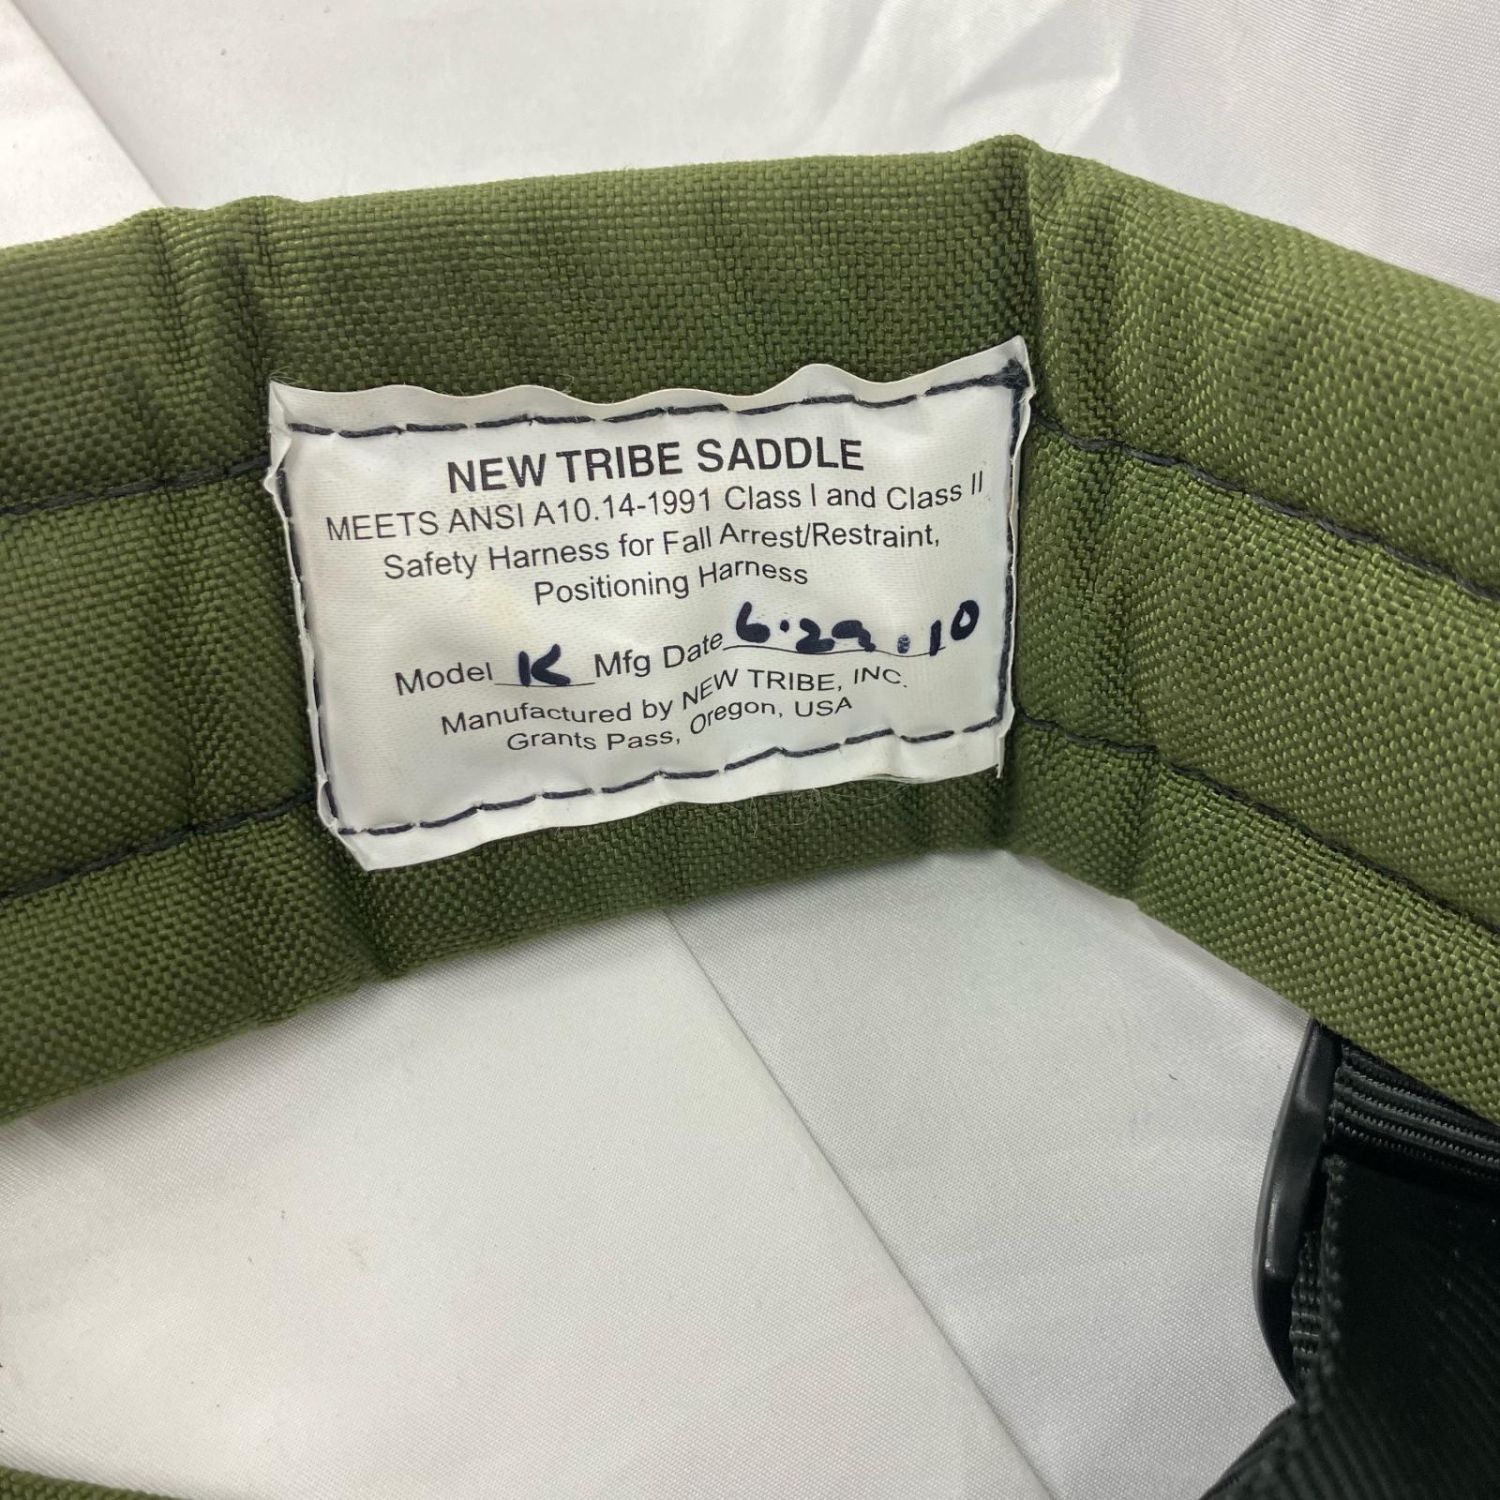 NEW TRIBE SADDLE
MEETS ANSI A10.14-1991 Class I and Class II
Safety Harness for Fall Arrest/Restraint,
Positioning Harness
Model K Mfg Date 6.29.10
Manufactured by NEW TRIBE, INC.
Grants Pass, Oregon, USA